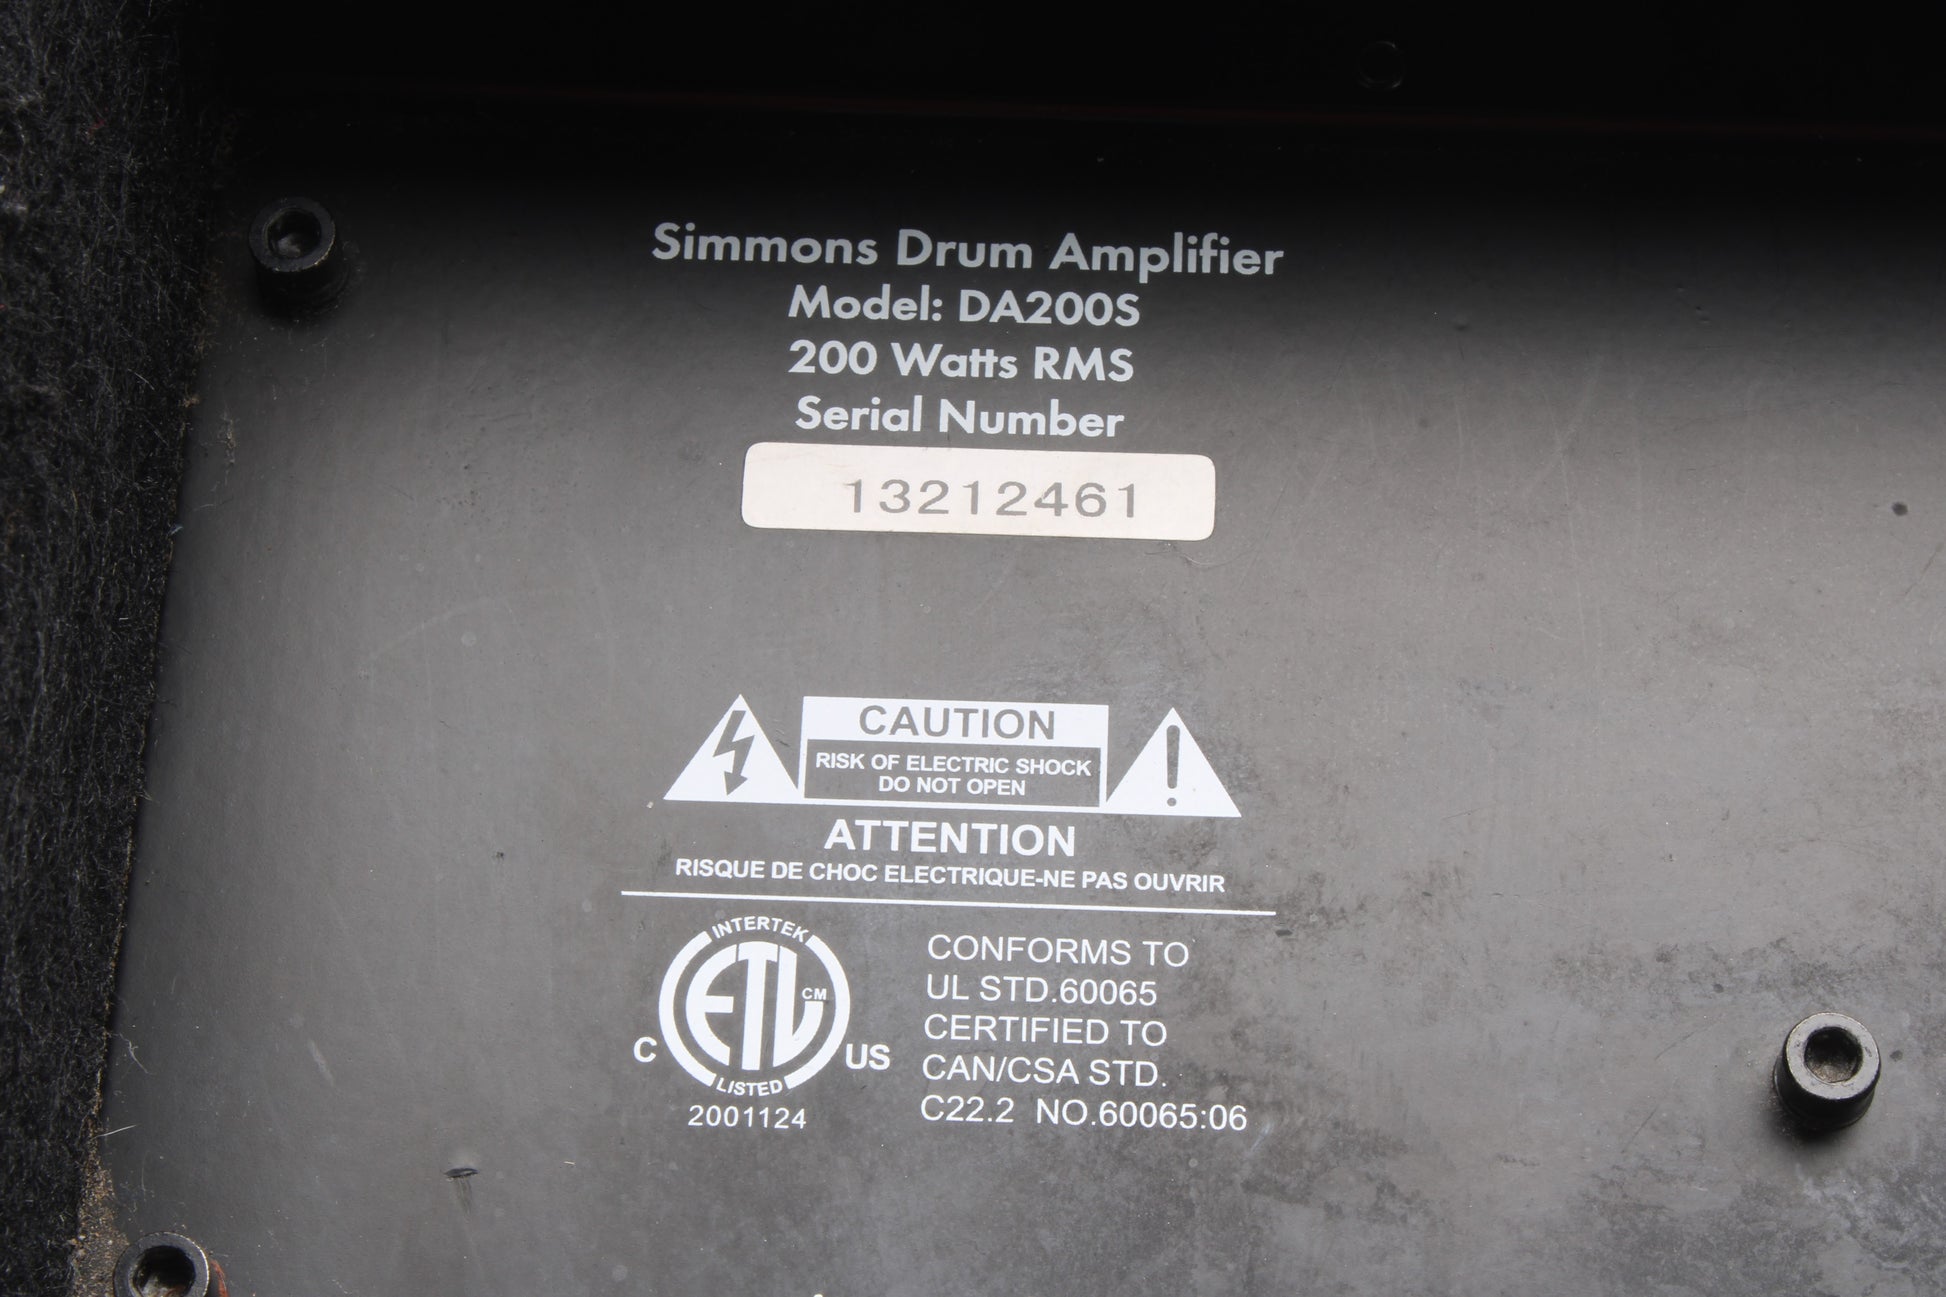 Simmons Drum Amplifier
Model: DA200S
200 Watts RMS
Serial Number
13212461
CAUTION
RISK OF ELECTRIC SHOCK
DO NOT OPEN
ATTENTION
RISQUE DE CHOC ELECTRIQUE-NE PAS OUVRIR
INTERTEK
ETL CM
C US
LISTED
2001124
CONFORMS TO
UL STD.60065
CERTIFIED TO
CAN/CSA STD.
C22.2 NO.60065:06